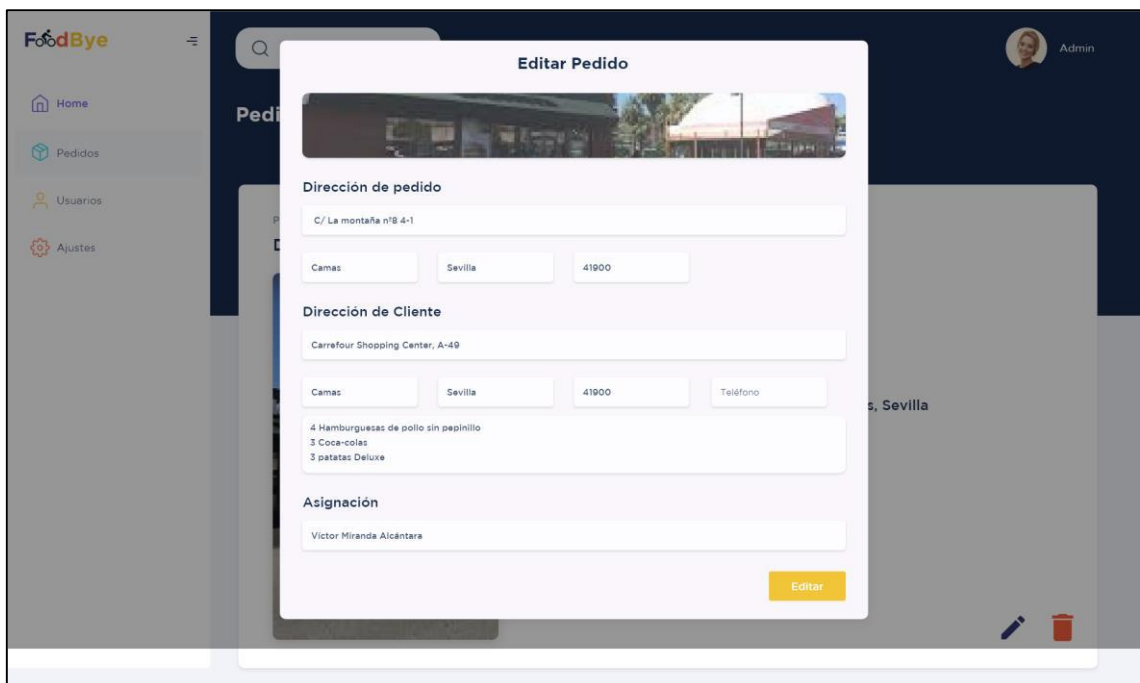 FoodBye
Admin
Home
Pedidos
Usuarios
Ajustes
Pedi
Editar Pedido
Dirección de pedido
C/ La montaña nº8 4-1
Camas Sevilla 41900
Dirección de Cliente
Carrefour Shopping Center, A-49
Camas Sevilla 41900 Teléfono
4 Hamburguesas de pollo sin pepinillo
3 Coca-colas
3 patatas Deluxe
s, Sevilla
Asignación
Víctor Miranda Alcántara
Editar